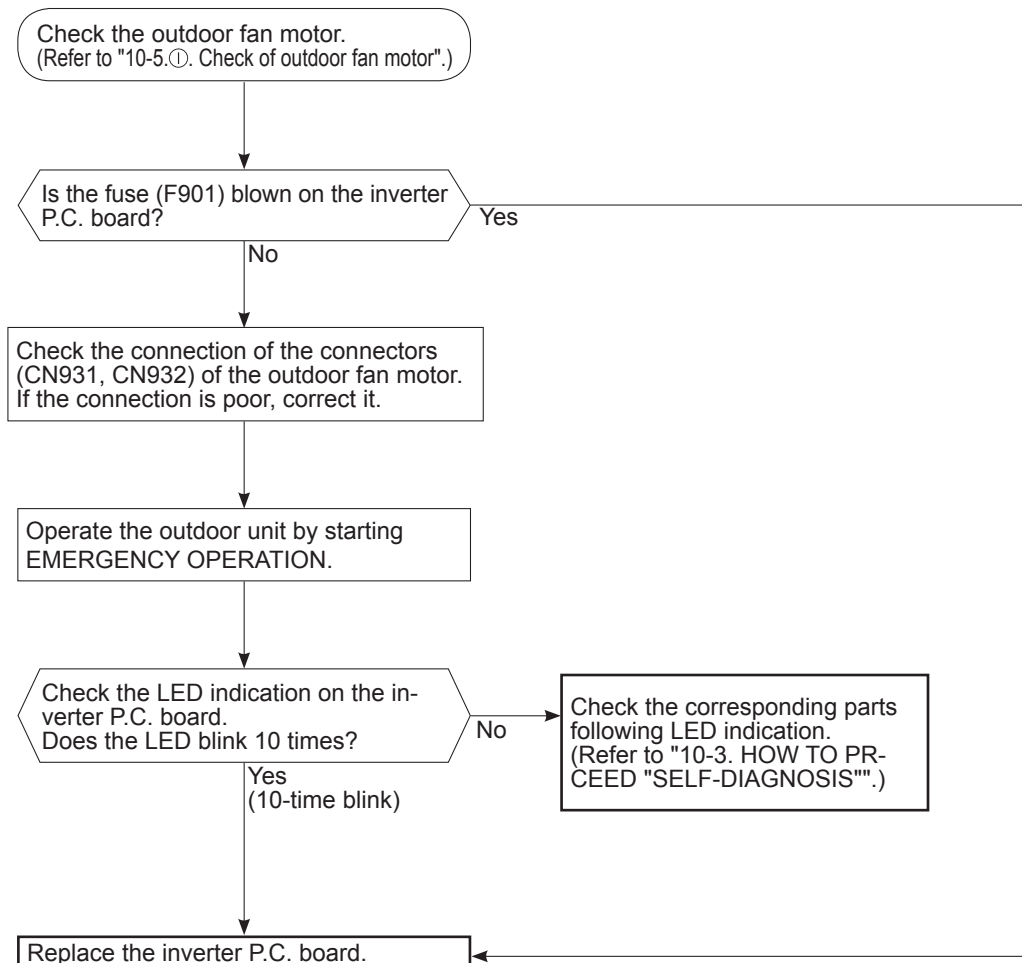 Check the outdoor fan motor.
(Refer to "10-5.Ⓘ. Check of outdoor fan motor".)
Is the fuse (F901) blown on the inverter
P.C. board?
Yes
No
Check the connection of the connectors
(CN931, CN932) of the outdoor fan motor.
If the connection is poor, correct it.
Operate the outdoor unit by starting
EMERGENCY OPERATION.
Check the LED indication on the in-
verter P.C. board.
Does the LED blink 10 times?
No
Check the corresponding parts
following LED indication.
(Refer to "10-3. HOW TO PR-
CEED "SELF-DIAGNOSIS"".)
Yes
(10-time blink)
Replace the inverter P.C. board.